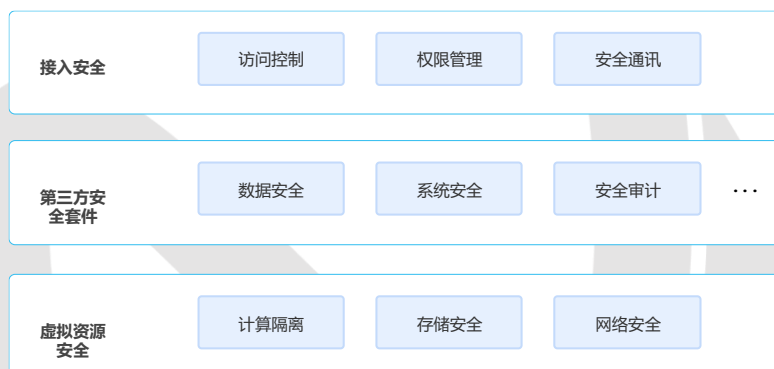 接入安全
访问控制
权限管理
安全通讯
第三方安
全套件
数据安全
系统安全
安全审计
...
虚拟资源
安全
计算隔离
存储安全
网络安全